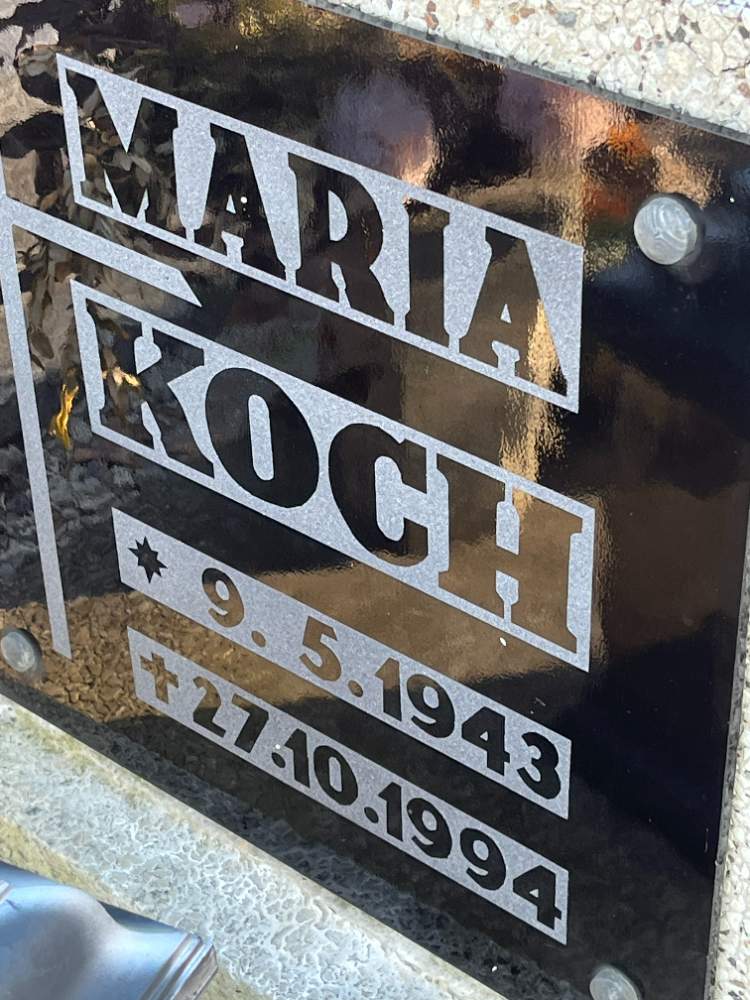 MARIA
KOCH
* 9. 5.1943
† 27.10.1994